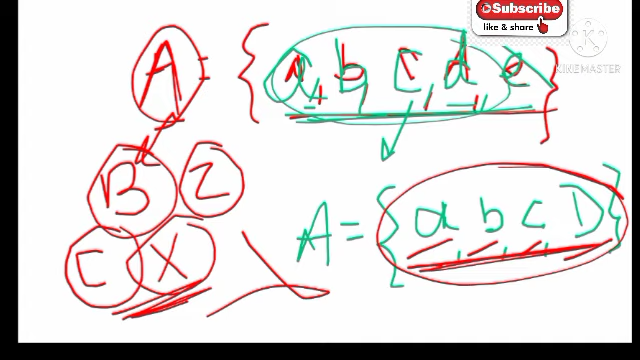 Subscribe
like & share
KINEMASTER
A = { a, b, c, d, e }
B Z
C X
A = { a, b, c, D }